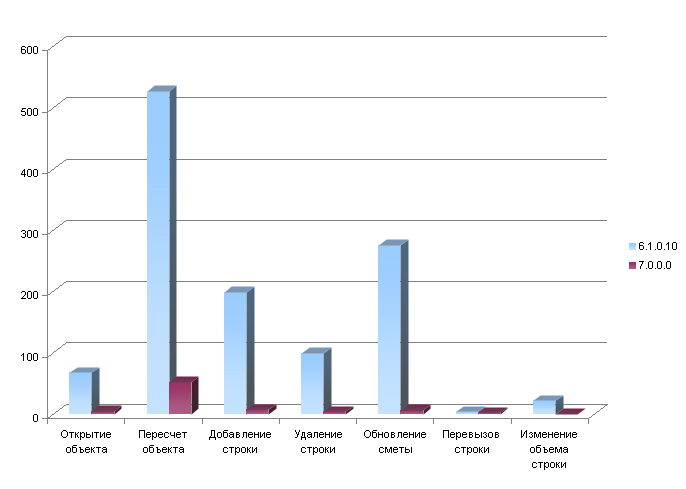 600
500
400
300
200
100
0
6.1.0.10
7.0.0.0
Открытие
объекта
Пересчет
объекта
Добавление
строки
Удаление
строки
Обновление
сметы
Перевызов
строки
Изменение
объема
строки